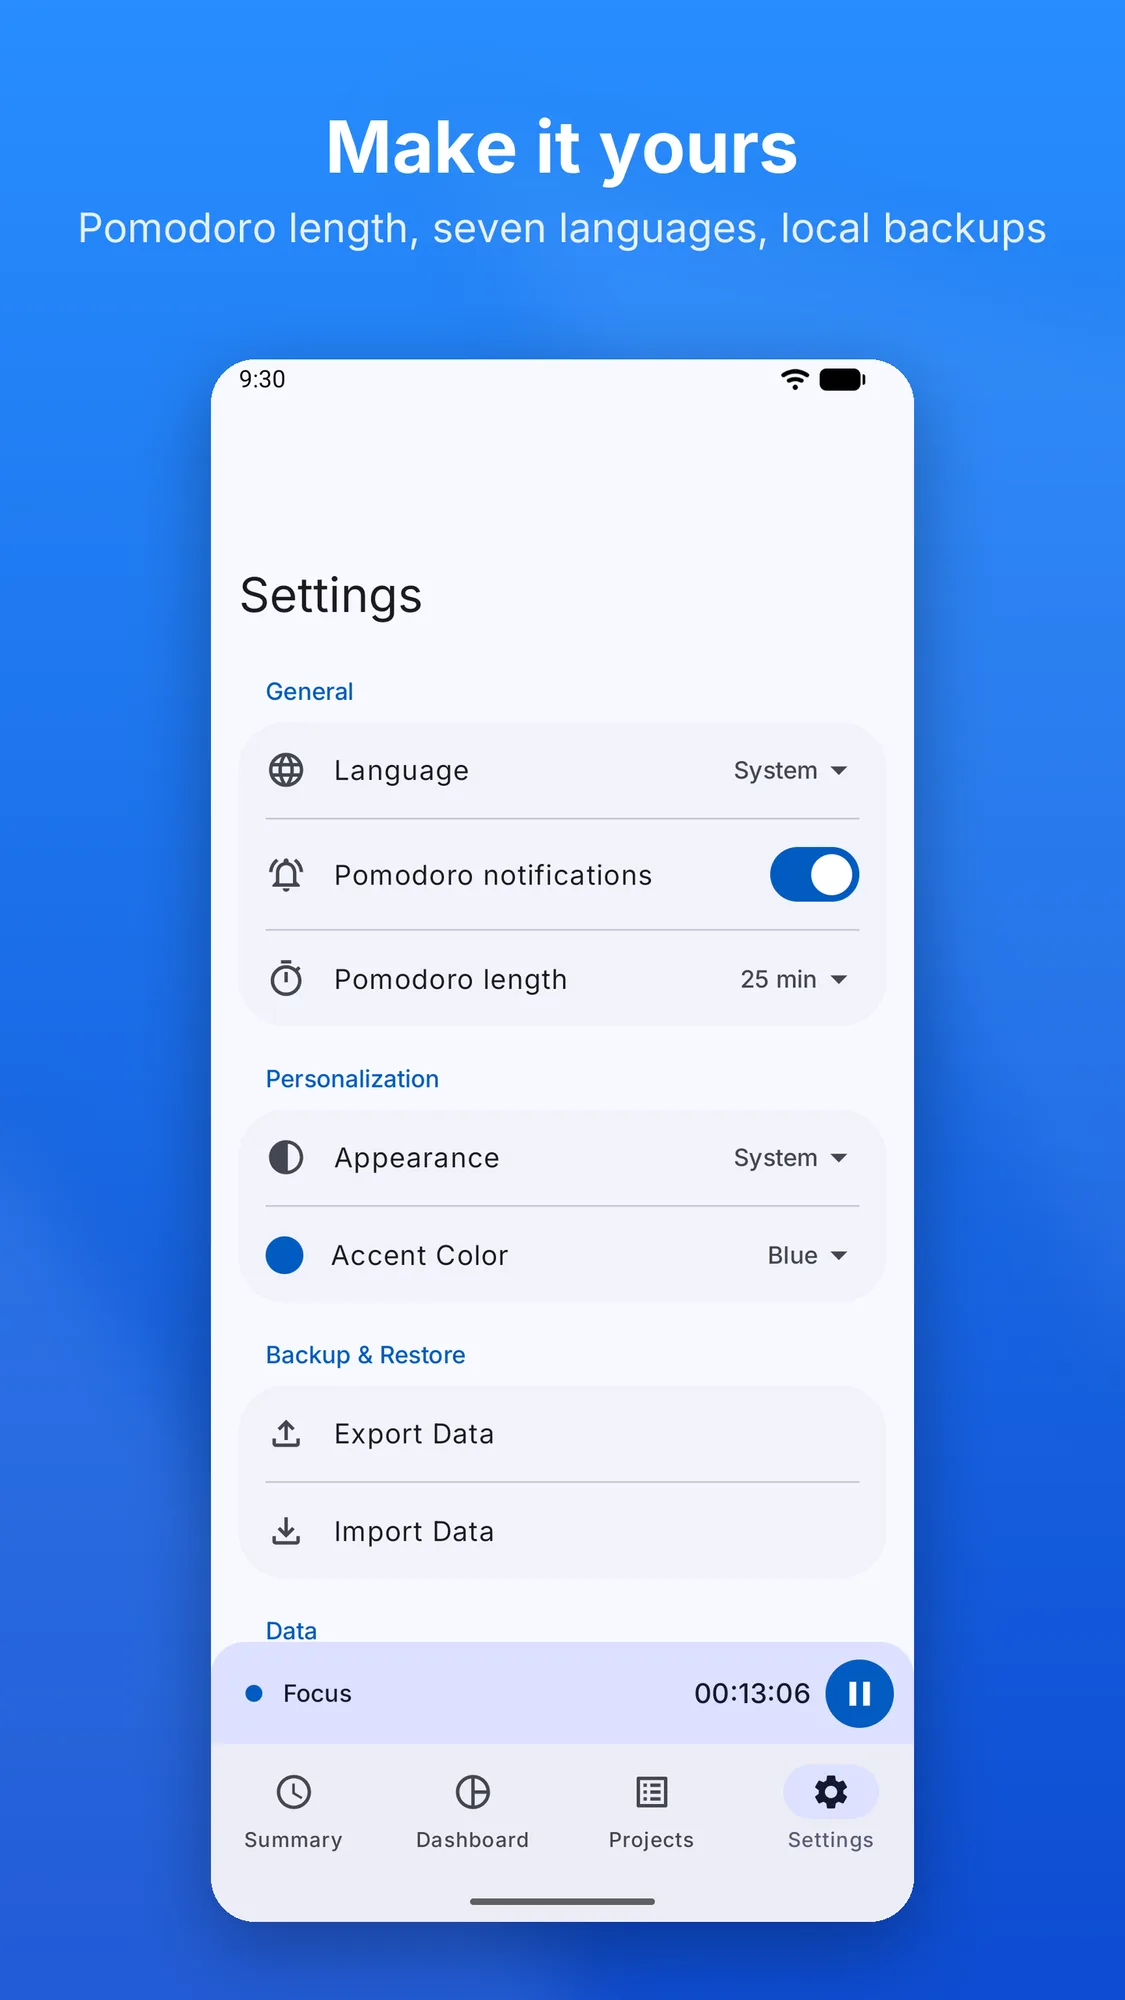 Make it yours
Pomodoro length, seven languages, local backups
9:30
Settings
General
Language System
Pomodoro notifications
Pomodoro length 25 min
Personalization
Appearance System
Accent Color Blue
Backup & Restore
Export Data
Import Data
Data
Focus 00:13:06
Summary Dashboard Projects Settings